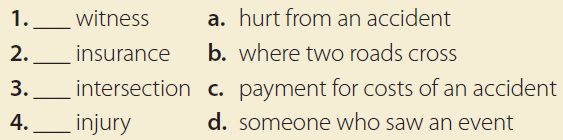 1. ___ witness a. hurt from an accident
2. ___ insurance b. where two roads cross
3. ___ intersection c. payment for costs of an accident
4. ___ injury d. someone who saw an event